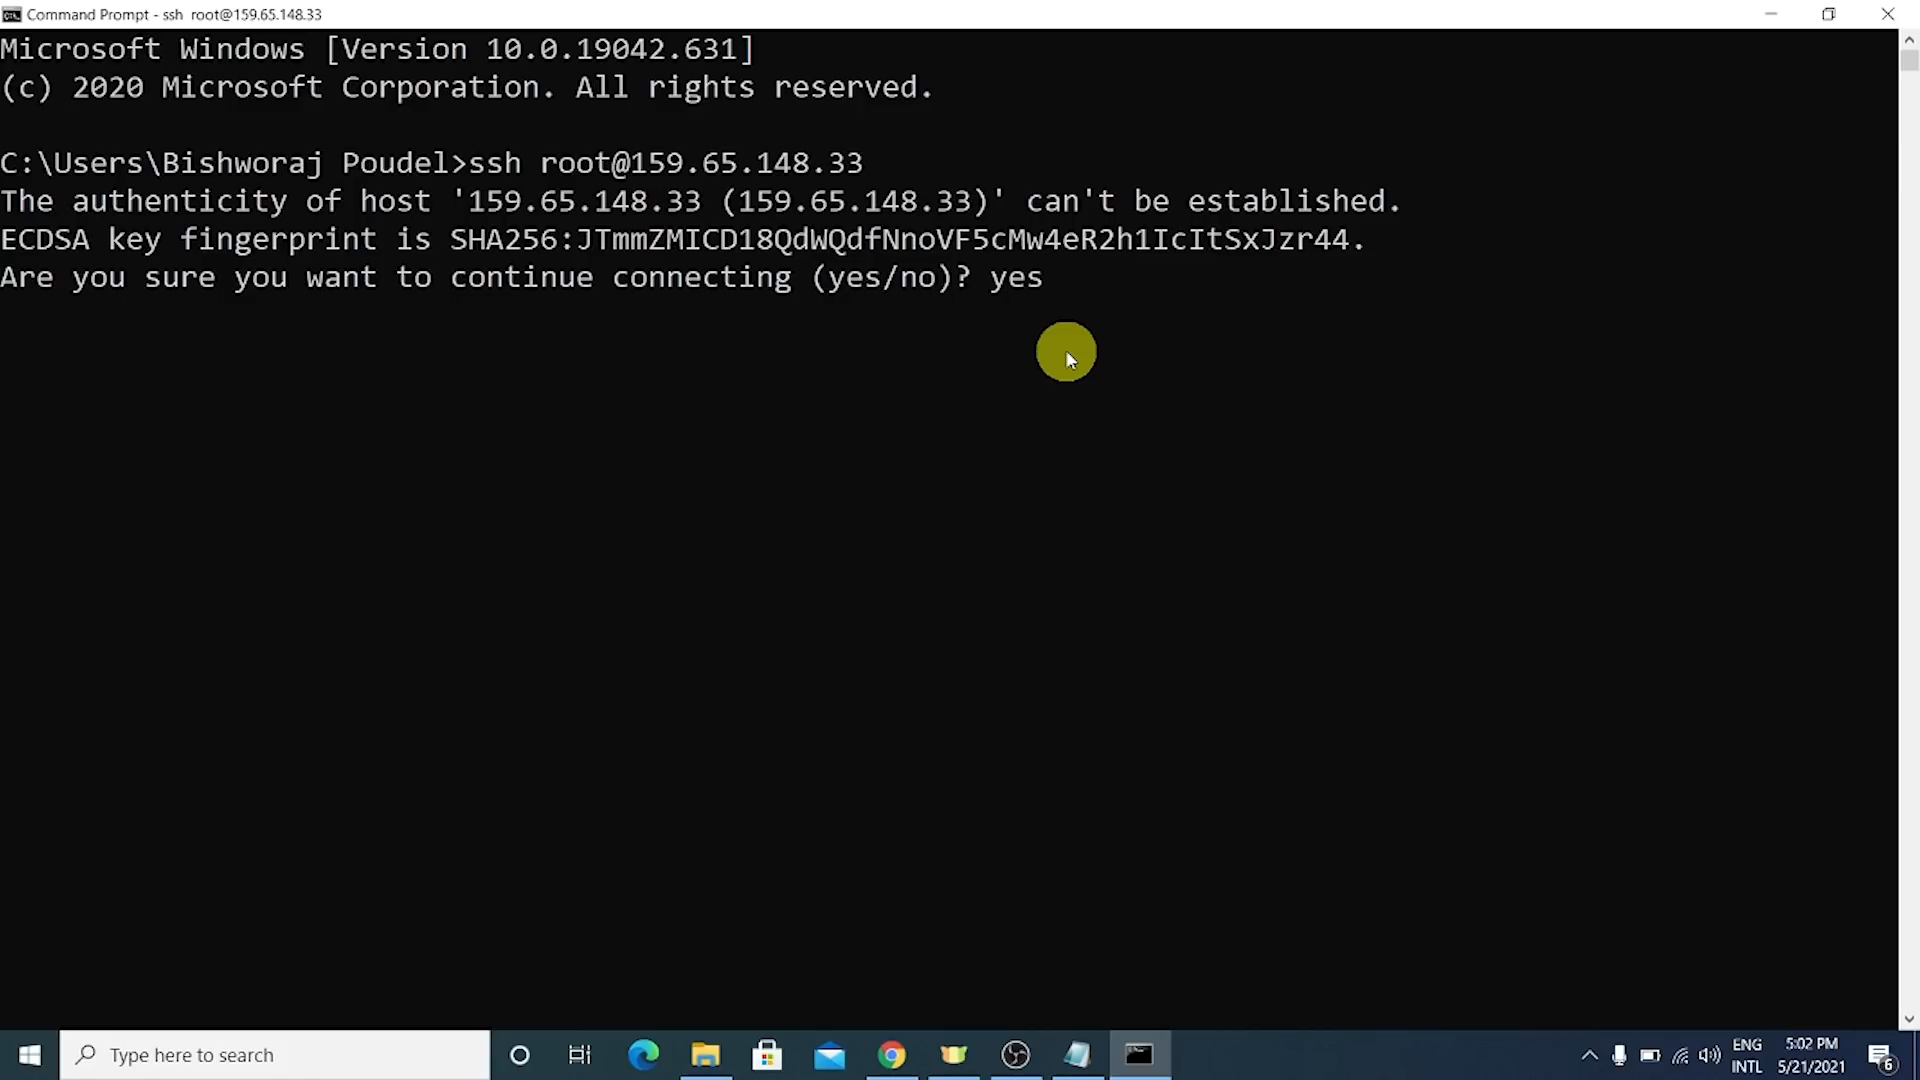 Command Prompt - ssh root@159.65.148.33
Microsoft Windows [Version 10.0.19042.631]
(c) 2020 Microsoft Corporation. All rights reserved.
C:\Users\Bishworaj Poudel>ssh root@159.65.148.33
The authenticity of host '159.65.148.33 (159.65.148.33)' can't be established.
ECDSA key fingerprint is SHA256:JTmmZMICD18QdWQdfNnoVF5cMw4eR2h1IcItSxJzr44.
Are you sure you want to continue connecting (yes/no)? yes
Type here to search
ENG
INTL
5:02 PM
5/21/2021
6